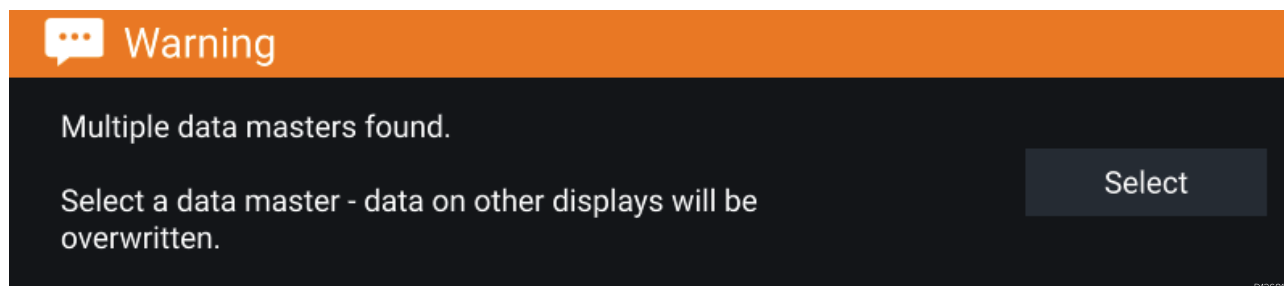 Warning
Multiple data masters found.
Select
Select a data master - data on other displays will be
overwritten.